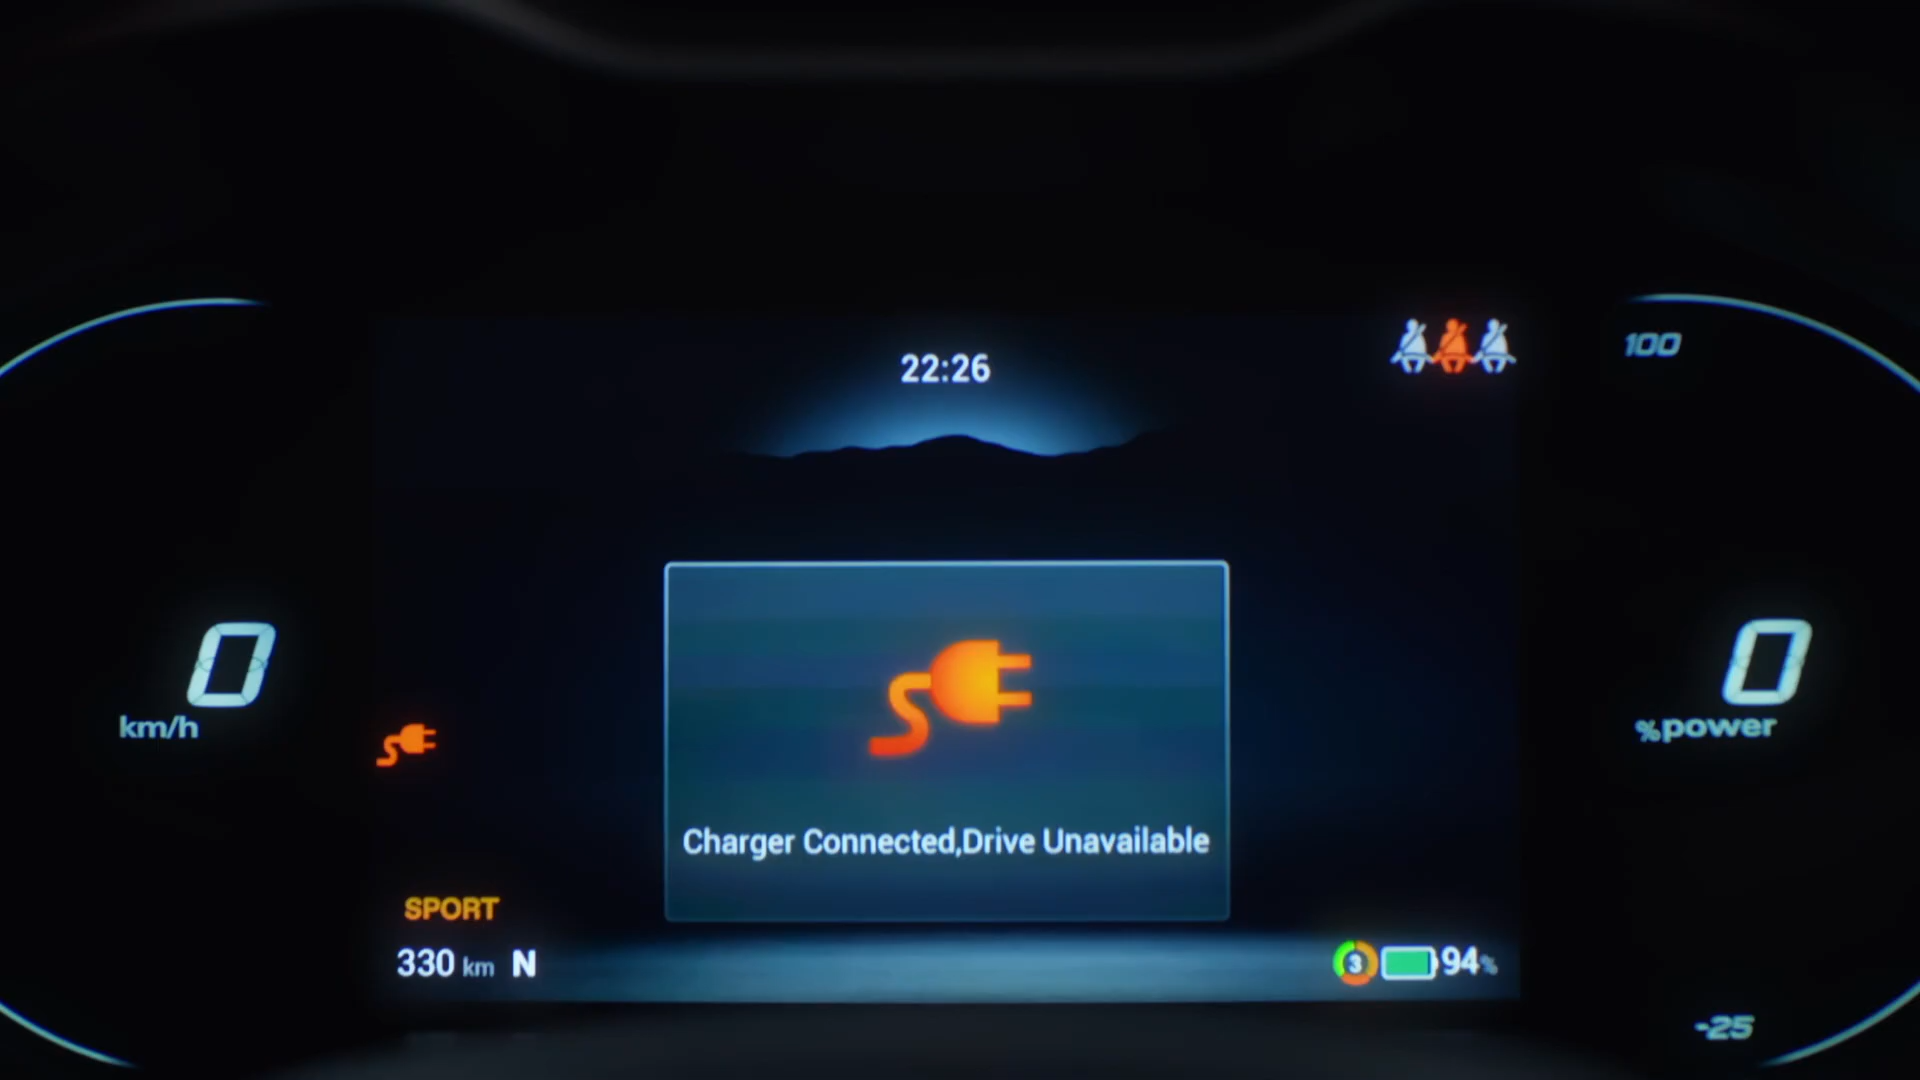 22:26
100
0
km/h
0
%power
Charger Connected,Drive Unavailable
SPORT
330 km N
3 94%
-25